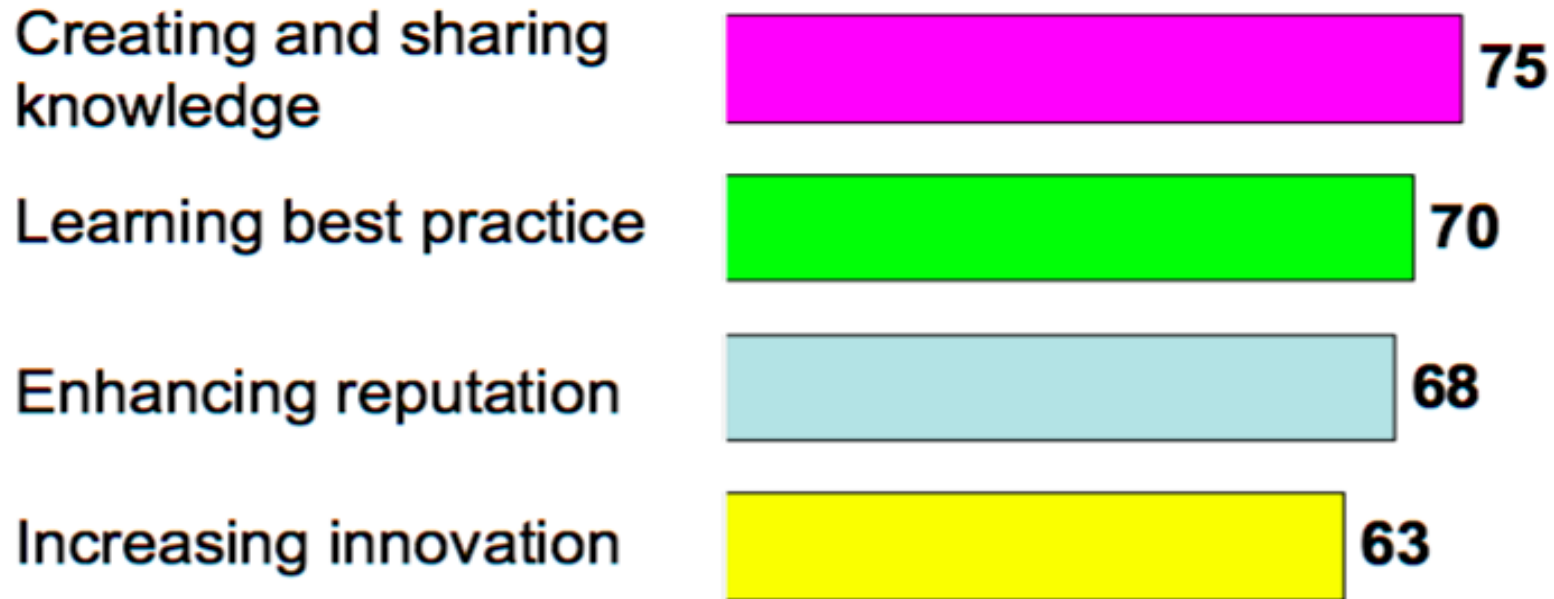 Creating and sharing
knowledge
75
Learning best practice
70
Enhancing reputation
68
Increasing innovation
63